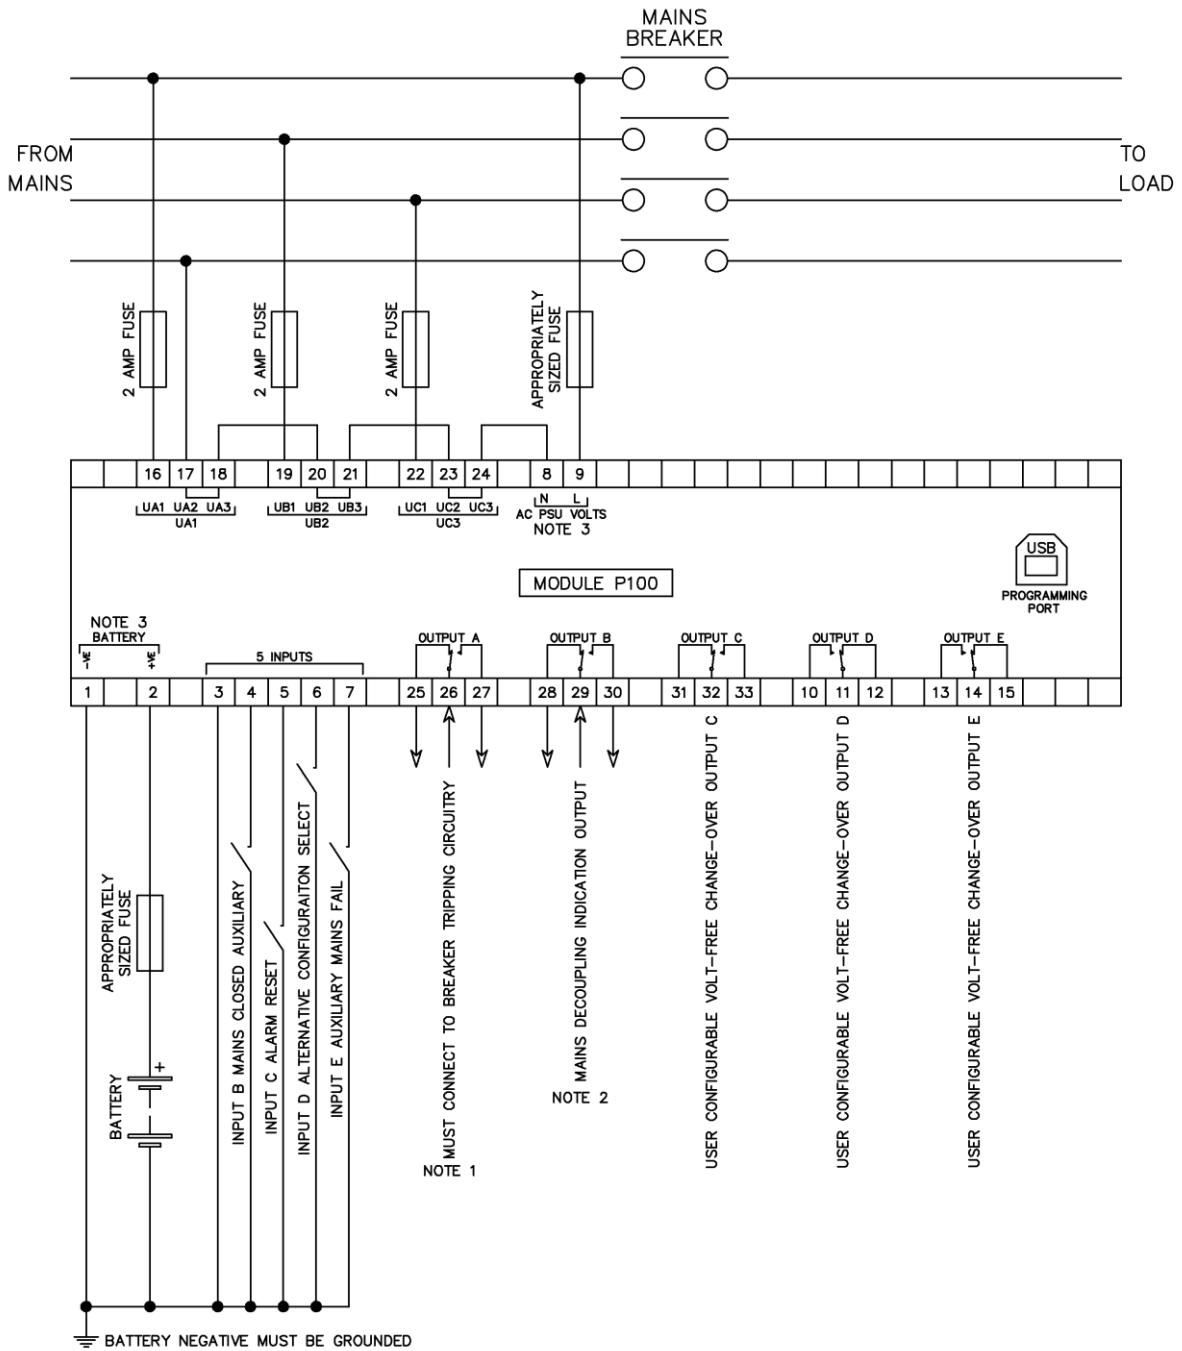 MAINS
BREAKER
FROM
MAINS
TO
LOAD
2 AMP FUSE
2 AMP FUSE
2 AMP FUSE
APPROPRIATELY
SIZED FUSE
16 17 18 19 20 21 22 23 24 8 9
UA1 UA2 UA3
UA1
UB1 UB2 UB3
UB2
UC1 UC2 UC3
UC3
N L
AC PSU VOLTS
NOTE 3
USB
PROGRAMMING
PORT
MODULE P100
NOTE 3
BATTERY
-VE
+VE
5 INPUTS
OUTPUT A
OUTPUT B
OUTPUT C
OUTPUT D
OUTPUT E
1 2 3 4 5 6 7 25 26 27 28 29 30 31 32 33 10 11 12 13 14 15
APPROPRIATELY
SIZED FUSE
+
BATTERY
INPUT B MAINS CLOSED AUXILIARY
INPUT C ALARM RESET
INPUT D ALTERNATIVE CONFIGURAITON SELECT
INPUT E AUXILIARY MAINS FAIL
MUST CONNECT TO BREAKER TRIPPING CIRCUITRY
NOTE 1
MAINS DECOUPLING INDICATION OUTPUT
NOTE 2
USER CONFIGURABLE VOLT-FREE CHANGE-OVER OUTPUT C
USER CONFIGURABLE VOLT-FREE CHANGE-OVER OUTPUT D
USER CONFIGURABLE VOLT-FREE CHANGE-OVER OUTPUT E
BATTERY NEGATIVE MUST BE GROUNDED